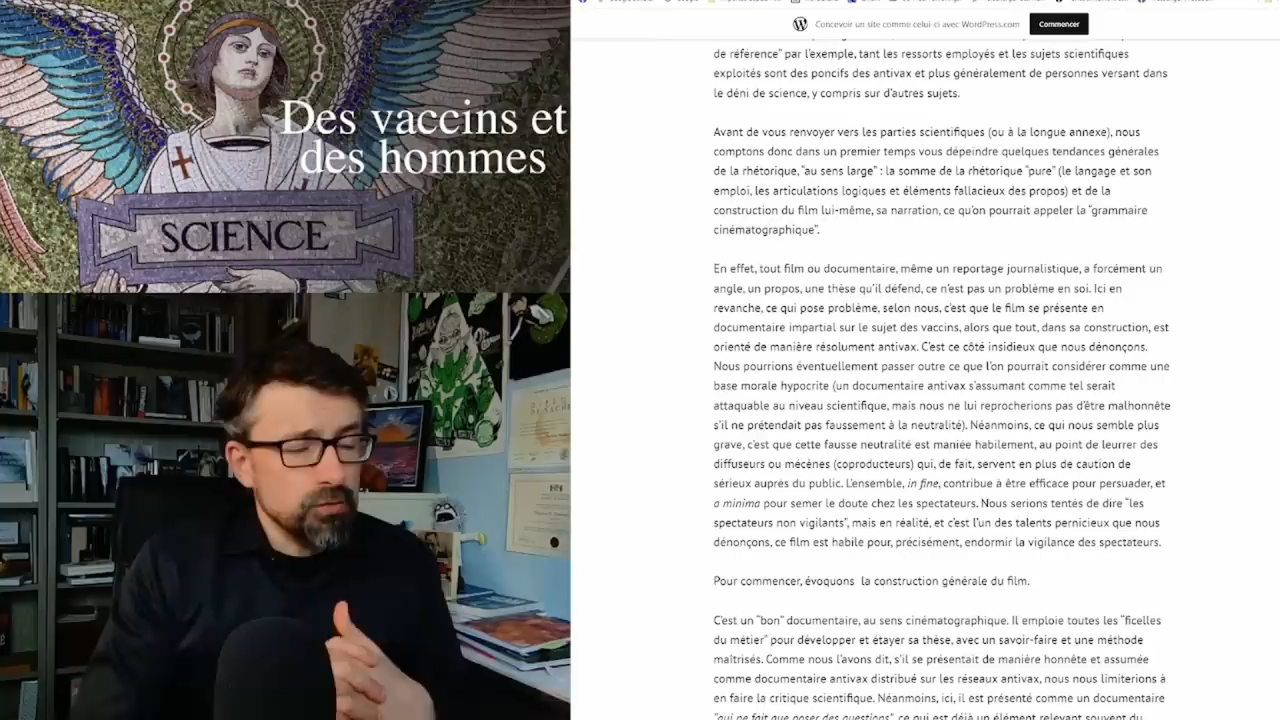 Des vaccins et
des hommes
SCIENCE
Concevoir un site comme celui-ci avec WordPress.com
Commencer
de référence” par l’exemple, tant les ressorts employés et les sujets scientifiques
exploités sont des poncifs des antivax et plus généralement de personnes versant dans
le déni de science, y compris sur d’autres sujets.
Avant de vous renvoyer vers les parties scientifiques (ou à la longue annexe), nous
comptons donc dans un premier temps vous dépeindre quelques tendances générales
de la rhétorique, “au sens large” : la somme de la rhétorique “pure” (le langage et son
emploi, les articulations logiques et éléments fallacieux des propos) et de la
construction du film lui-même, sa narration, ce qu’on pourrait appeler la “grammaire
cinématographique”.
En effet, tout film ou documentaire, même un reportage journalistique, a forcément un
angle, un propos, une thèse qu’il défend, ce n’est pas un problème en soi. Ici en
revanche, ce qui pose problème, selon nous, c’est que le film se présente en
documentaire impartial sur le sujet des vaccins, alors que tout, dans sa construction, est
orienté de manière résolument antivax. C’est ce côté insidieux que nous dénonçons.
Nous pourrions éventuellement passer outre ce que l’on pourrait considérer comme une
base morale hypocrite (un documentaire antivax s’assumant comme tel serait
attaquable au niveau scientifique, mais nous ne lui reprocherions pas d’être malhonnête
s’il ne prétendait pas faussement à la neutralité). Néanmoins, ce qui nous semble plus
grave, c’est que cette fausse neutralité est maniée habilement, au point de leurrer des
diffuseurs ou mécènes (coproducteurs) qui, de fait, servent en plus de caution de
sérieux auprès du public. L’ensemble, in fine, contribue à être efficace pour persuader, et
a minima pour semer le doute chez les spectateurs. Nous serions tentés de dire “les
spectateurs non vigilants”, mais en réalité, et c’est l’un des talents pernicieux que nous
dénonçons, ce film est habile pour, précisément, endormir la vigilance des spectateurs.
Pour commencer, évoquons la construction générale du film.
C’est un “bon” documentaire, au sens cinématographique. Il emploie toutes les “ficelles
du métier” pour développer et étayer sa thèse, avec un savoir-faire et une méthode
maîtrisés. Comme nous l’avons dit, s’il se présentait de manière honnête et assumée
comme documentaire antivax distribué sur les réseaux antivax, nous nous limiterions à
en faire la critique scientifique. Néanmoins, ici, il est présenté comme un documentaire
“qui ne fait que poser des questions”, ce qui est déjà un élément relevant souvent du